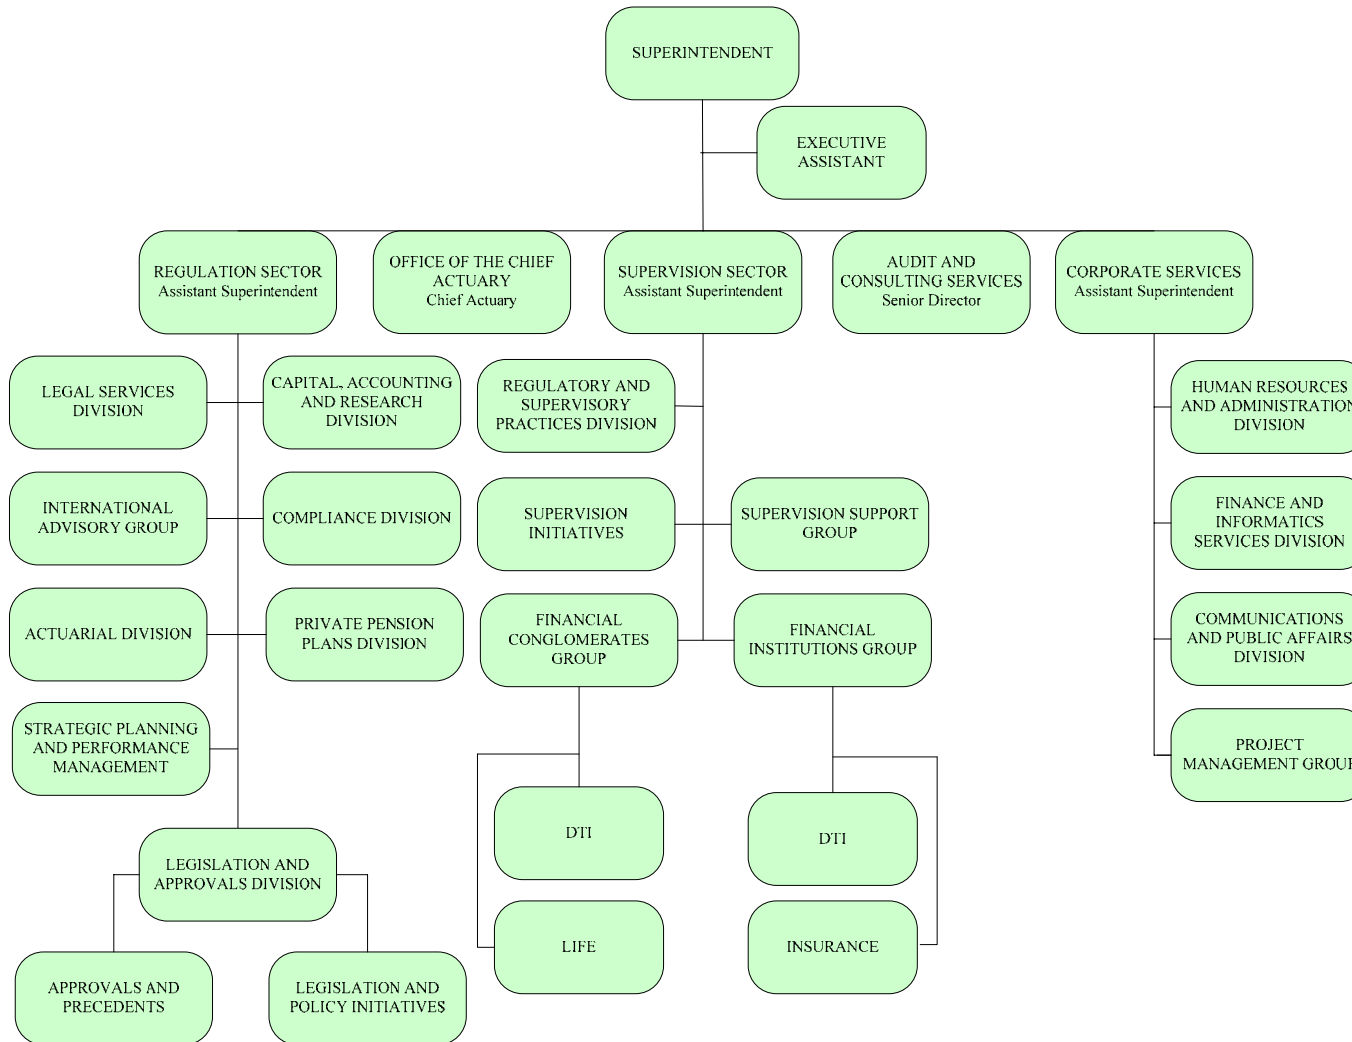 SUPERINTENDENT
EXECUTIVE
ASSISTANT
REGULATION SECTOR
Assistant Superintendent
OFFICE OF THE CHIEF
ACTUARY
Chief Actuary
SUPERVISION SECTOR
Assistant Superintendent
AUDIT AND
CONSULTING SERVICES
Senior Director
CORPORATE SERVICES
Assistant Superintendent
LEGAL SERVICES
DIVISION
CAPITAL, ACCOUNTING
AND RESEARCH
DIVISION
REGULATORY AND
SUPERVISORY
PRACTICES DIVISION
HUMAN RESOURCES
AND ADMINISTRATION
DIVISION
INTERNATIONAL
ADVISORY GROUP
COMPLIANCE DIVISION
SUPERVISION
INITIATIVES
SUPERVISION SUPPORT
GROUP
FINANCE AND
INFORMATICS
SERVICES DIVISION
ACTUARIAL DIVISION
PRIVATE PENSION
PLANS DIVISION
FINANCIAL
CONGLOMERATES
GROUP
FINANCIAL
INSTITUTIONS GROUP
COMMUNICATIONS
AND PUBLIC AFFAIRS
DIVISION
STRATEGIC PLANNING
AND PERFORMANCE
MANAGEMENT
PROJECT
MANAGEMENT GROUP
DTI
DTI
LEGISLATION AND
APPROVALS DIVISION
LIFE
INSURANCE
APPROVALS AND
PRECEDENTS
LEGISLATION AND
POLICY INITIATIVES